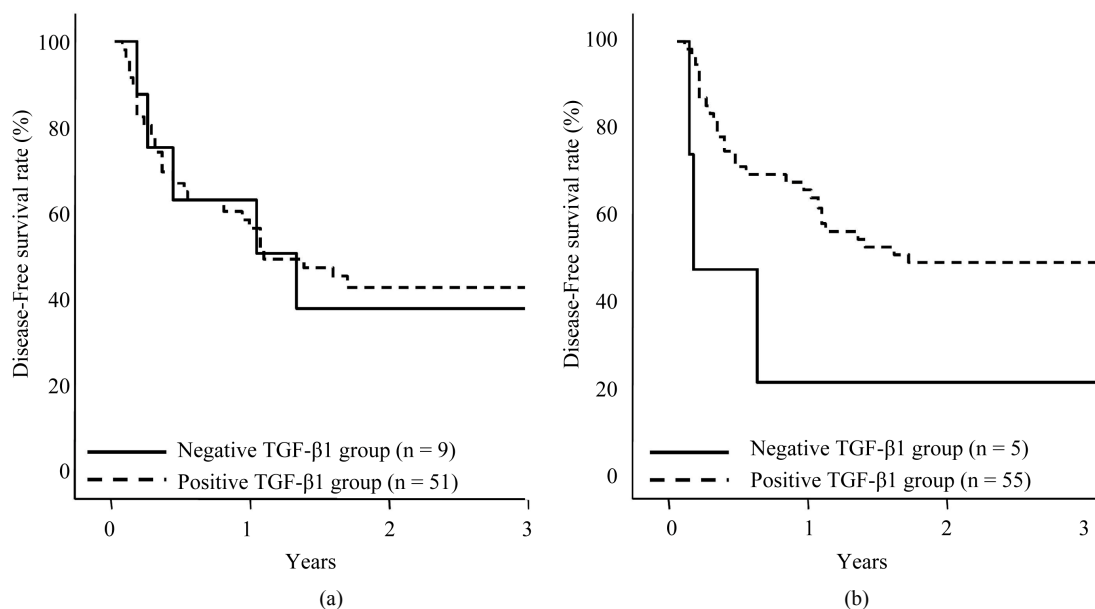 100
80
60
40
20
0
Disease-Free survival rate (%)
Negative TGF-β1 group (n = 9)
Positive TGF-β1 group (n = 51)
0 1 2 3
Years
(a)
100
80
60
40
20
0
Disease-Free survival rate (%)
Negative TGF-β1 group (n = 5)
Positive TGF-β1 group (n = 55)
0 1 2 3
Years
(b)